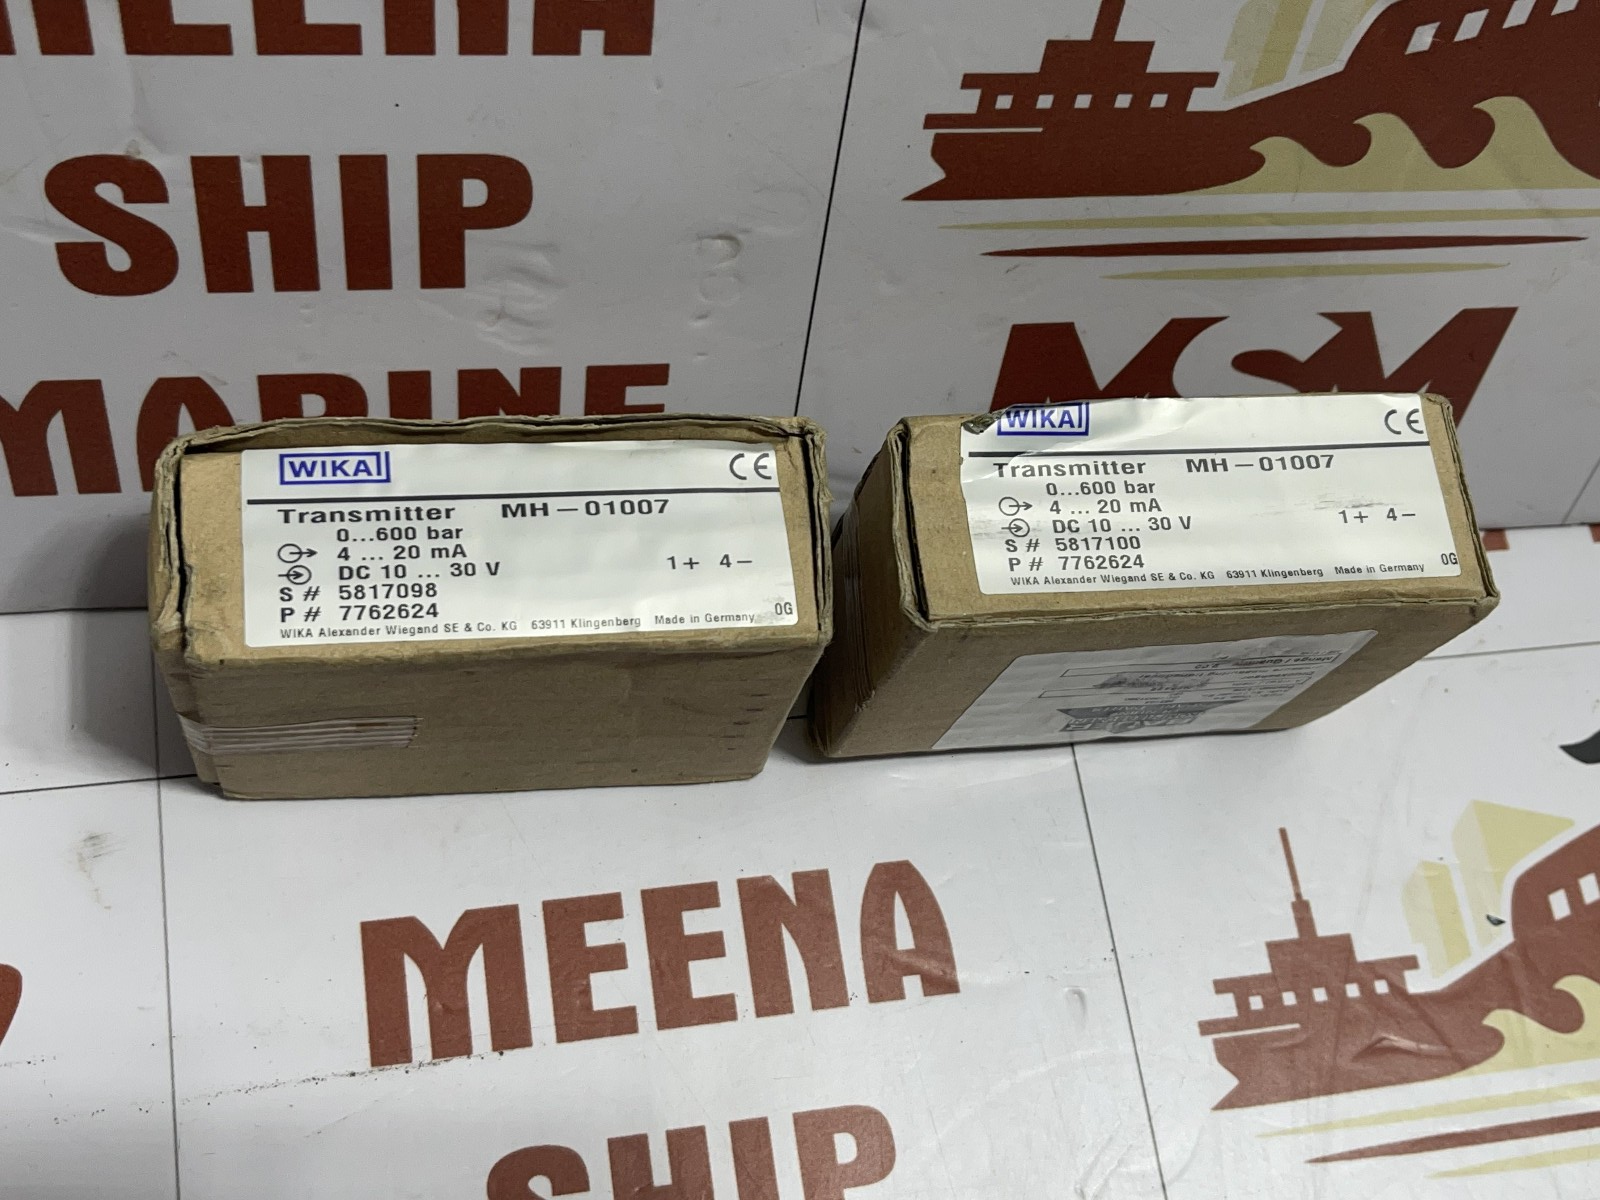 SHIP
MARINE
MSM
WIKA
CE
Transmitter MH-01007
0...600 bar
4 ... 20 mA
DC 10 ... 30 V
1+ 4-
S # 5817098
P # 7762624
0G
WIKA Alexander Wiegand SE & Co. KG 63911 Klingenberg Made in Germany
WIKA
CE
Transmitter MH-01007
0...600 bar
4 ... 20 mA
DC 10 ... 30 V
1+ 4-
S # 5817100
P # 7762624
0G
WIKA Alexander Wiegand SE & Co. KG 63911 Klingenberg Made in Germany
MEENA
SHIP